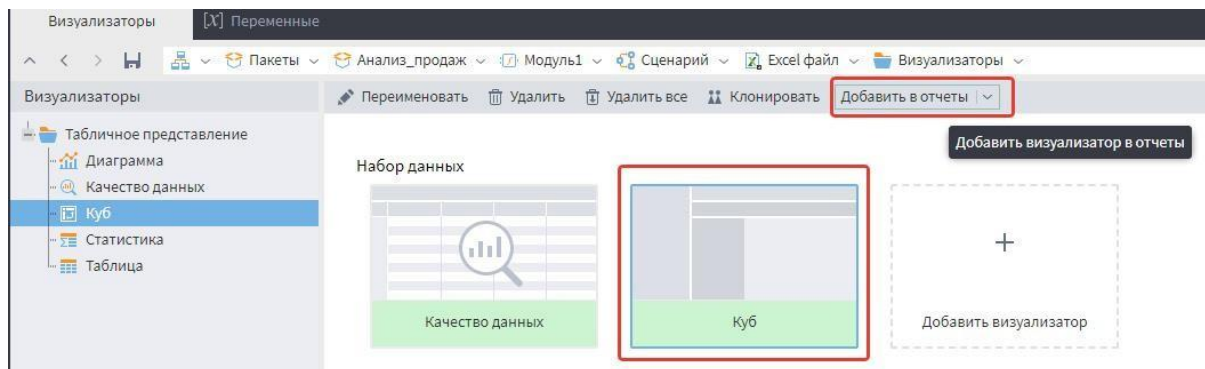 Визуализаторы [X] Переменные
Пакеты Анализ_продаж Модуль1 Сценарий Excel файл Визуализаторы
Визуализаторы Переименовать Удалить Удалить все Клонировать Добавить в отчеты
Добавить визуализатор в отчеты
Табличное представление
Диаграмма
Качество данных
Куб
Статистика
Таблица
Набор данных
Качество данных Куб Добавить визуализатор